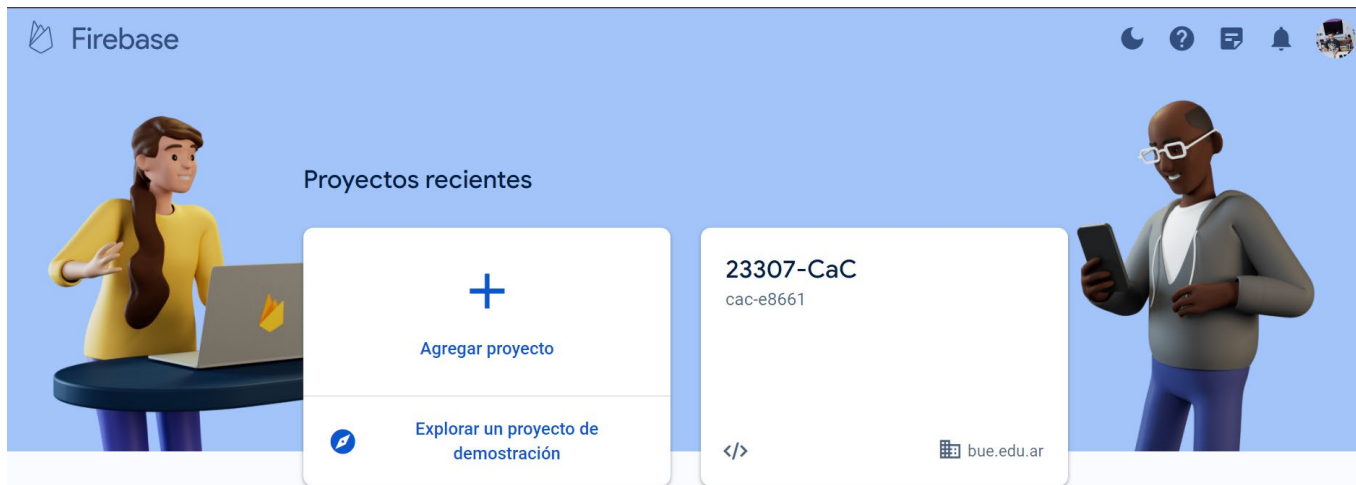 Firebase
Proyectos recientes
Agregar proyecto
Explorar un proyecto de
demostración
23307-CaC
cac-e8661
</>
bue.edu.ar